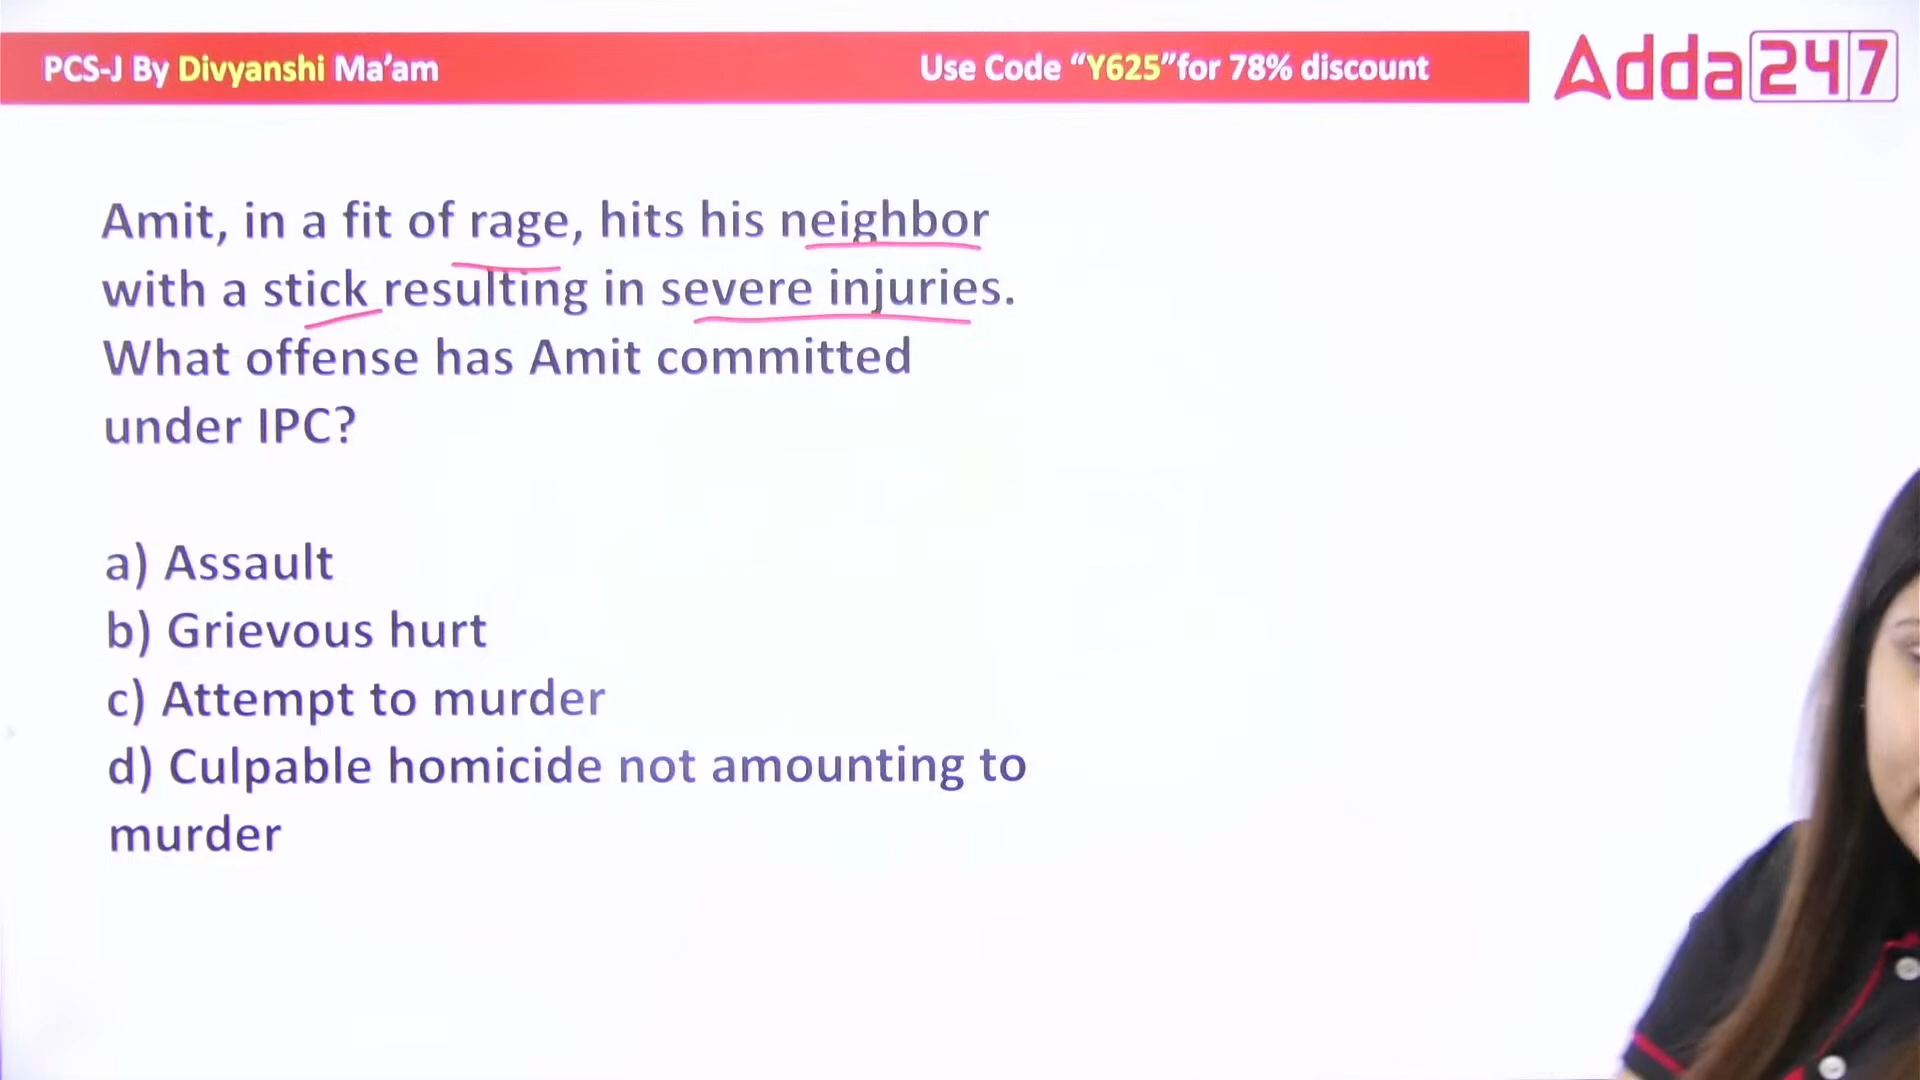 PCS-J By Divyanshi Ma’am
Use Code “Y625”for 78% discount
Adda247
Amit, in a fit of rage, hits his neighbor
with a stick resulting in severe injuries.
What offense has Amit committed
under IPC?
a) Assault
b) Grievous hurt
c) Attempt to murder
d) Culpable homicide not amounting to
murder